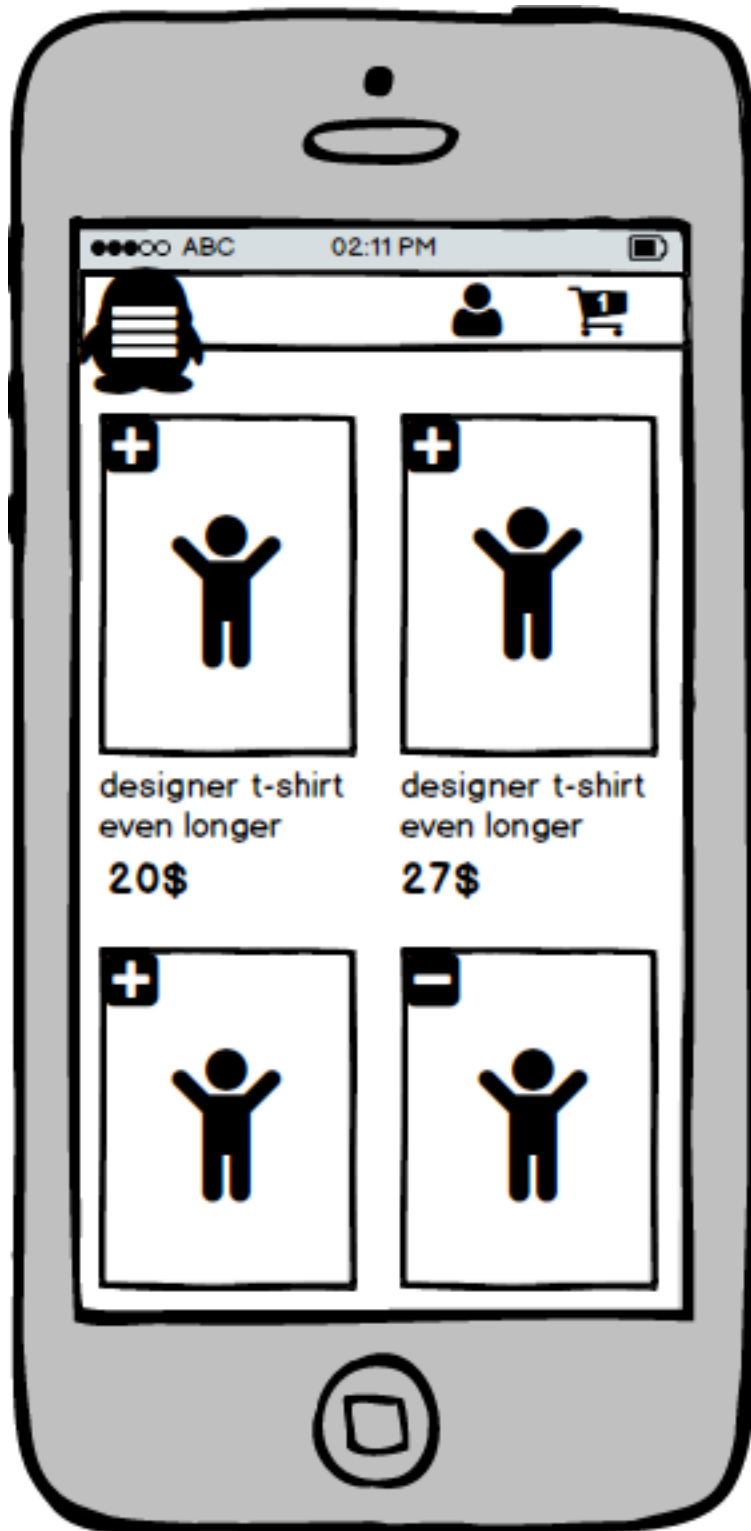 ABC 02:11 PM
1
designer t-shirt
even longer
20$
designer t-shirt
even longer
27$